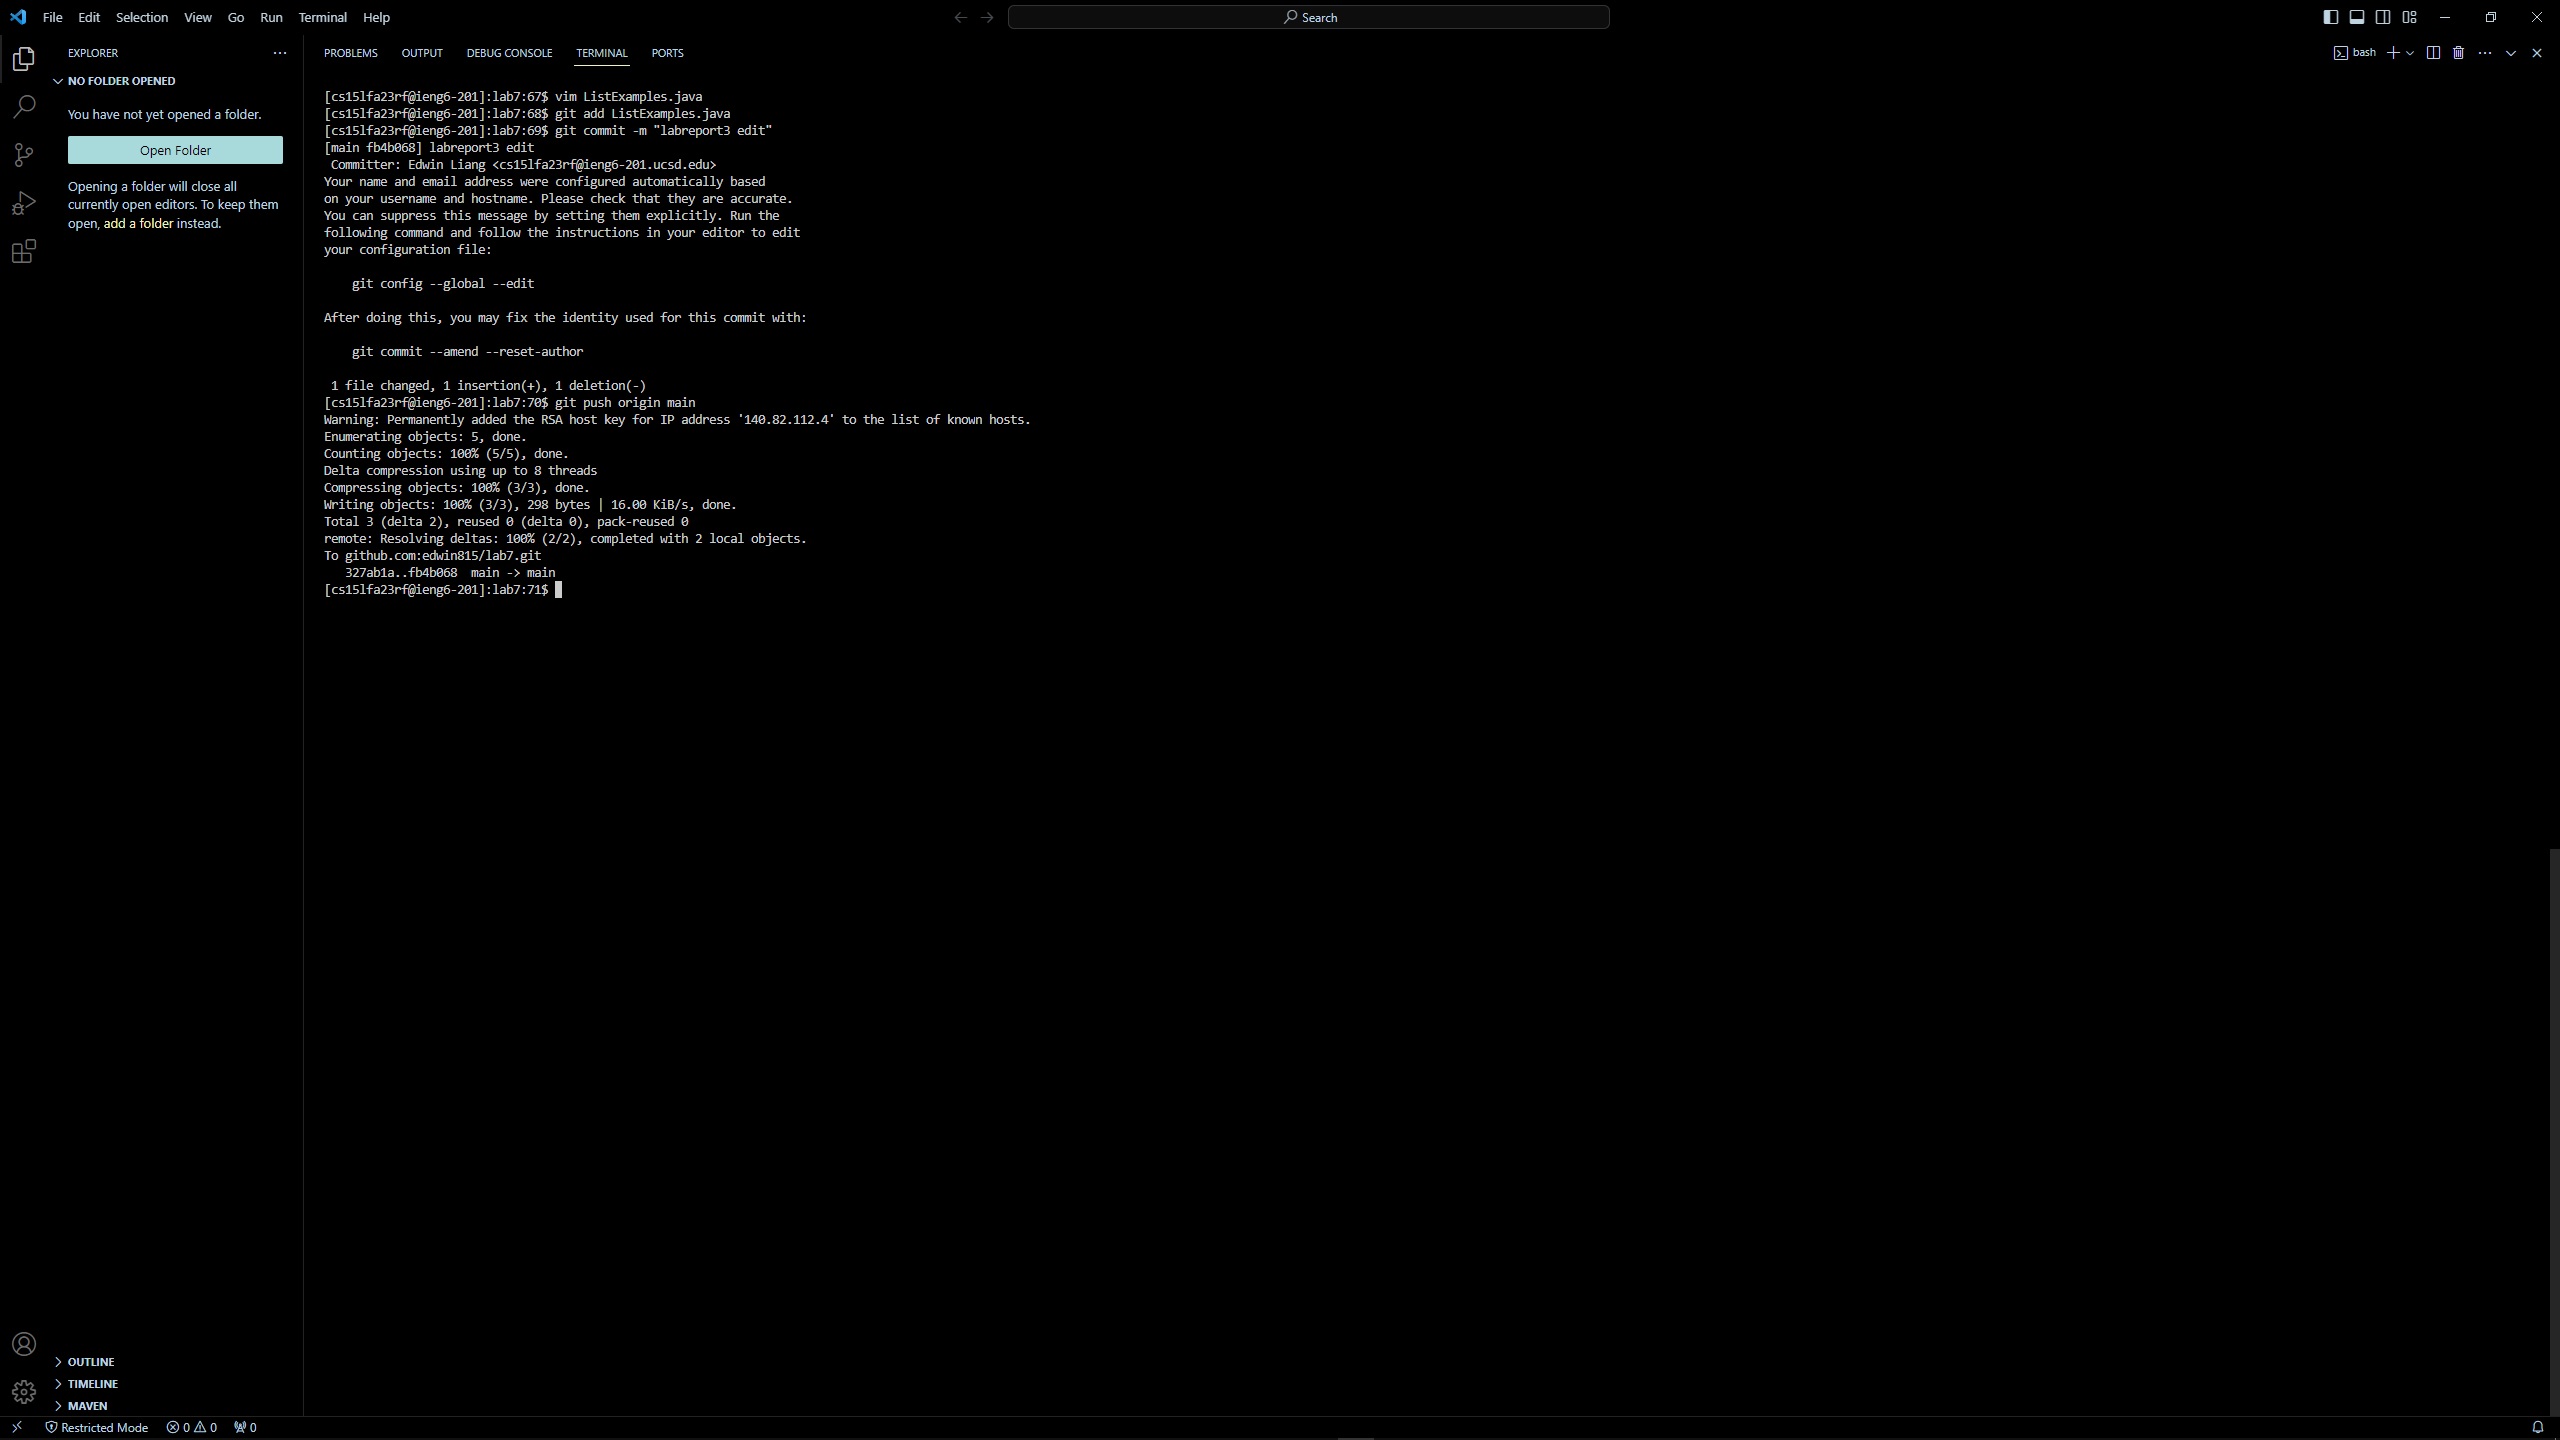 File Edit Selection View Go Run Terminal Help
Search
EXPLORER
NO FOLDER OPENED
You have not yet opened a folder.
Open Folder
Opening a folder will close all
currently open editors. To keep them
open, add a folder instead.
OUTLINE
TIMELINE
MAVEN
PROBLEMS OUTPUT DEBUG CONSOLE TERMINAL PORTS
bash
[cs15lfa23rf@ieng6-201]:lab7:67$ vim ListExamples.java
[cs15lfa23rf@ieng6-201]:lab7:68$ git add ListExamples.java
[cs15lfa23rf@ieng6-201]:lab7:69$ git commit -m "labreport3 edit"
[main fb4b068] labreport3 edit
 Committer: Edwin Liang <cs15lfa23rf@ieng6-201.ucsd.edu>
Your name and email address were configured automatically based
on your username and hostname. Please check that they are accurate.
You can suppress this message by setting them explicitly. Run the
following command and follow the instructions in your editor to edit
your configuration file:
    git config --global --edit
After doing this, you may fix the identity used for this commit with:
    git commit --amend --reset-author
 1 file changed, 1 insertion(+), 1 deletion(-)
[cs15lfa23rf@ieng6-201]:lab7:70$ git push origin main
Warning: Permanently added the RSA host key for IP address '140.82.112.4' to the list of known hosts.
Enumerating objects: 5, done.
Counting objects: 100% (5/5), done.
Delta compression using up to 8 threads
Compressing objects: 100% (3/3), done.
Writing objects: 100% (3/3), 298 bytes | 16.00 KiB/s, done.
Total 3 (delta 2), reused 0 (delta 0), pack-reused 0
remote: Resolving deltas: 100% (2/2), completed with 2 local objects.
To github.com:edwin815/lab7.git
   327ab1a..fb4b068  main -> main
[cs15lfa23rf@ieng6-201]:lab7:71$
Restricted Mode 0 0 0